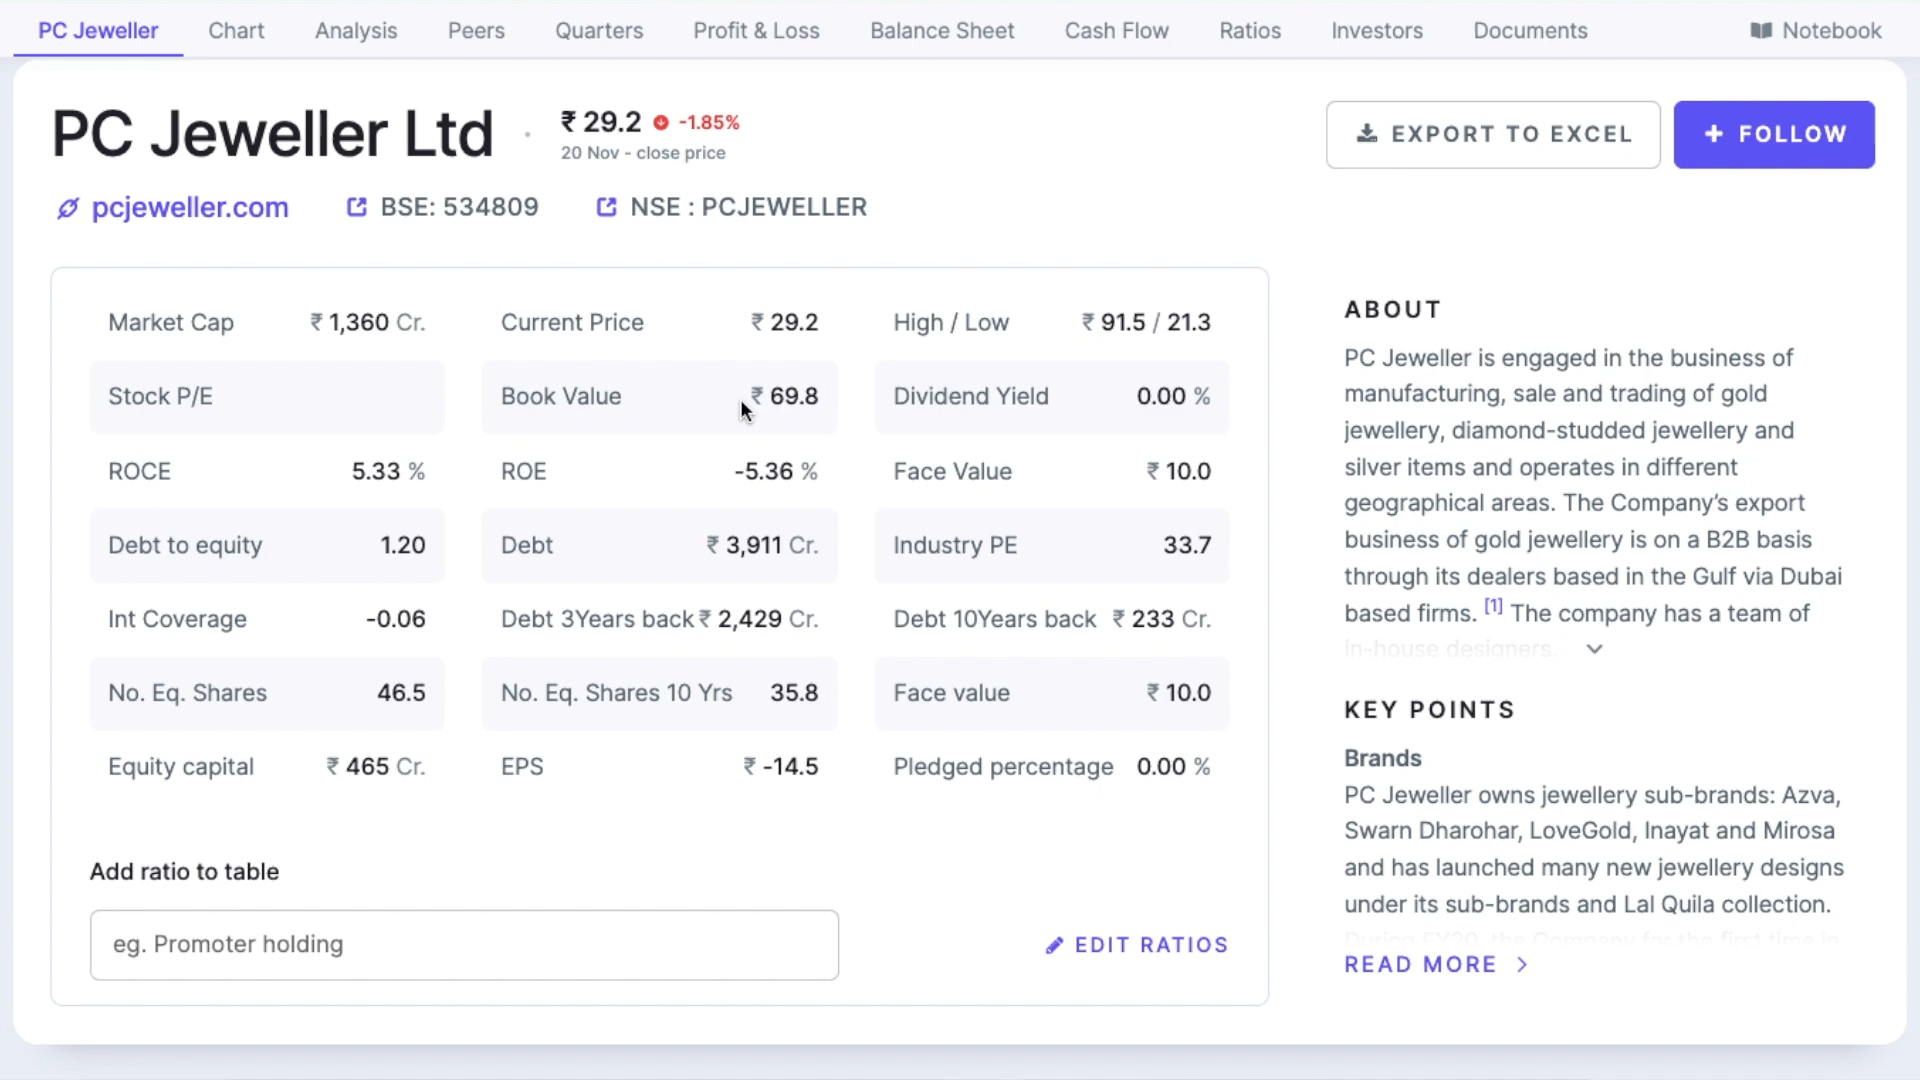 PC Jeweller Chart Analysis Peers Quarters Profit & Loss Balance Sheet Cash Flow Ratios Investors Documents Notebook
PC Jeweller Ltd · ₹ 29.2 -1.85%
20 Nov - close price
EXPORT TO EXCEL + FOLLOW
pcjeweller.com BSE: 534809 NSE : PCJEWELLER
Market Cap ₹ 1,360 Cr. Current Price ₹ 29.2 High / Low ₹ 91.5 / 21.3
Stock P/E Book Value ₹ 69.8 Dividend Yield 0.00 %
ROCE 5.33 % ROE -5.36 % Face Value ₹ 10.0
Debt to equity 1.20 Debt ₹ 3,911 Cr. Industry PE 33.7
Int Coverage -0.06 Debt 3Years back ₹ 2,429 Cr. Debt 10Years back ₹ 233 Cr.
No. Eq. Shares 46.5 No. Eq. Shares 10 Yrs 35.8 Face value ₹ 10.0
Equity capital ₹ 465 Cr. EPS ₹ -14.5 Pledged percentage 0.00 %
Add ratio to table
eg. Promoter holding
EDIT RATIOS
ABOUT
PC Jeweller is engaged in the business of
manufacturing, sale and trading of gold
jewellery, diamond-studded jewellery and
silver items and operates in different
geographical areas. The Company's export
business of gold jewellery is on a B2B basis
through its dealers based in the Gulf via Dubai
based firms. [1] The company has a team of
in-house designers.
KEY POINTS
Brands
PC Jeweller owns jewellery sub-brands: Azva,
Swarn Dharohar, LoveGold, Inayat and Mirosa
and has launched many new jewellery designs
under its sub-brands and Lal Quila collection.
During FY20, the Company for the first time in
READ MORE